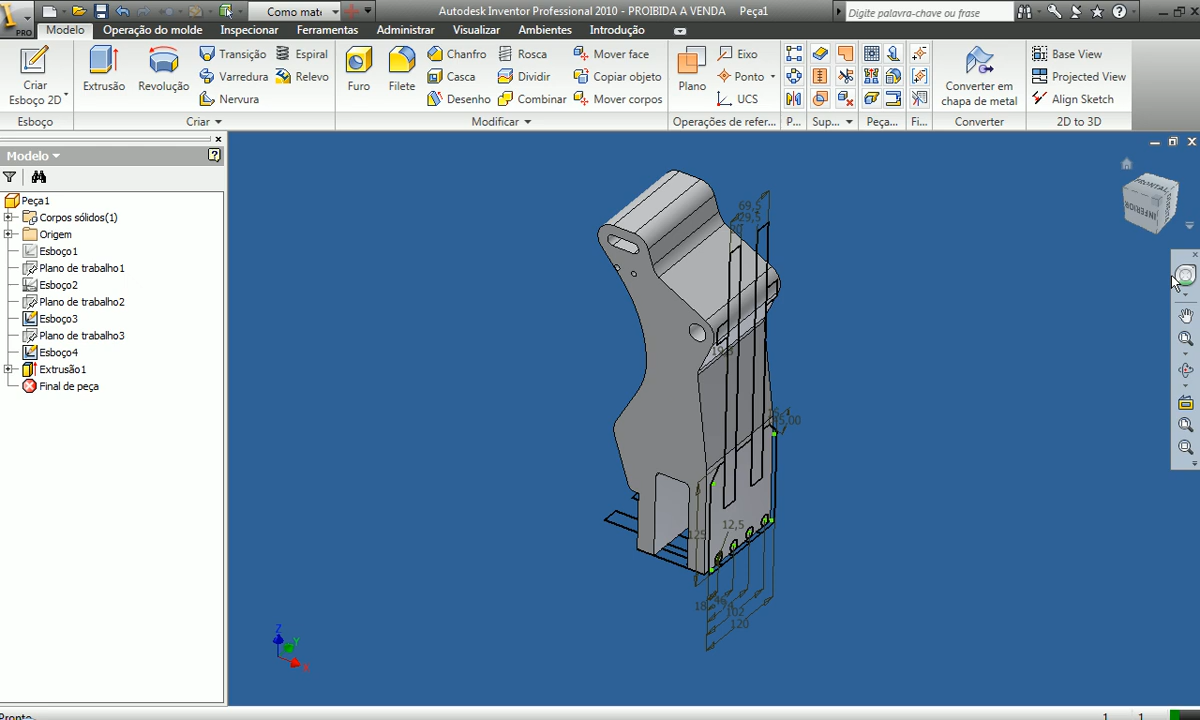 PRO
Como mat
Autodesk Inventor Professional 2010 - PROIBIDA A VENDA Peça1
Digite palavra-chave ou frase
Modelo
Operação do molde
Inspecionar
Ferramentas
Administrar
Visualizar
Ambientes
Introdução
Criar
Esboço 2D
Extrusão
Revolução
Transição
Varredura
Nervura
Espiral
Relevo
Furo
Filete
Chanfro
Casca
Desenho
Rosca
Dividir
Combinar
Mover face
Copiar objeto
Mover corpos
Plano
Eixo
Ponto
UCS
Converter em
chapa de metal
Base View
Projected View
Align Sketch
Esboço
Criar
Modificar
Operações de refer...
P...
Sup...
Peça...
Fi...
Converter
2D to 3D
Modelo
Peça1
Corpos sólidos(1)
Origem
Esboço1
Plano de trabalho1
Esboço2
Plano de trabalho2
Esboço3
Plano de trabalho3
Esboço4
Extrusão1
Final de peça
FRONTAL
INFERIOR
69,5
29,5
12,5
125
102
120
Z
Y
X
Pronto
1 1